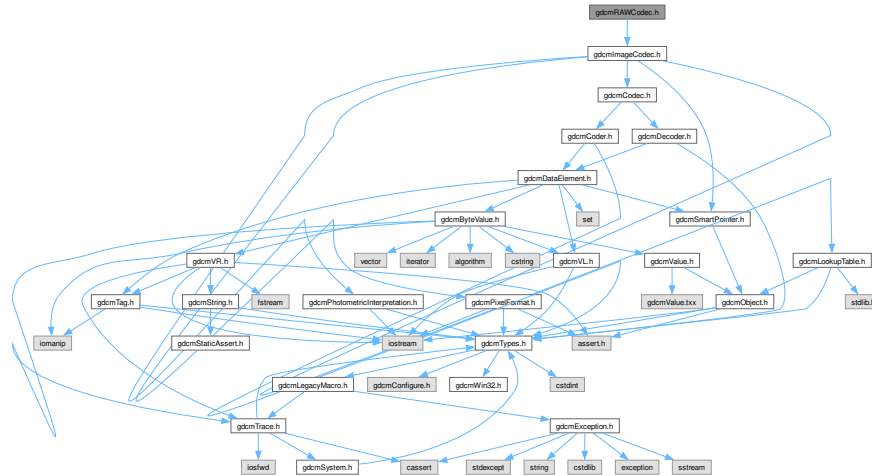 gdcmRAWCodec.h
gdcmImageCodec.h
gdcmCodec.h
gdcmCoder.h
gdcmDecoder.h
gdcmDataElement.h
gdcmByteValue.h
set
gdcmSmartPointer.h
gdcmVR.h
vector
iterator
algorithm
cstring
gdcmVL.h
gdcmValue.h
gdcmLookupTable.h
gdcmTag.h
gdcmString.h
fstream
gdcmPhotometricInterpretation.h
gdcmPixelFormat.h
gdcmValue.txx
gdcmObject.h
stdlib.h
iomanip
gdcmStaticAssert.h
iostream
gdcmTypes.h
assert.h
gdcmLegacyMacro.h
gdcmConfigure.h
gdcmWin32.h
cstdint
gdcmTrace.h
gdcmException.h
iosfwd
gdcmSystem.h
cassert
stdexcept
string
cstdlib
exception
sstream